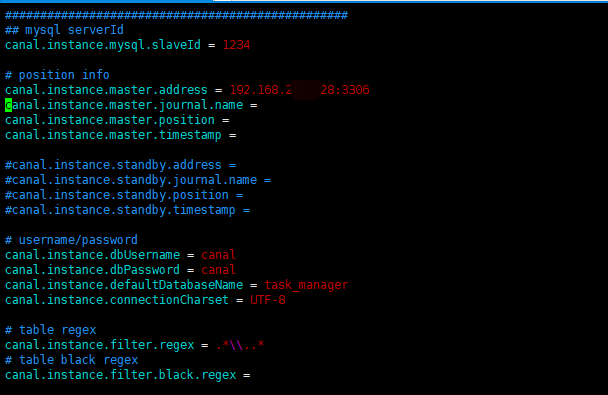 ################################################
## mysql serverId
canal.instance.mysql.slaveId = 1234
# position info
canal.instance.master.address = 192.168.2 28:3306
canal.instance.master.journal.name =
canal.instance.master.position =
canal.instance.master.timestamp =
#canal.instance.standby.address =
#canal.instance.standby.journal.name =
#canal.instance.standby.position =
#canal.instance.standby.timestamp =
# username/password
canal.instance.dbUsername = canal
canal.instance.dbPassword = canal
canal.instance.defaultDatabaseName = task_manager
canal.instance.connectionCharset = UTF-8
# table regex
canal.instance.filter.regex = .*\\..*
# table black regex
canal.instance.filter.black.regex =